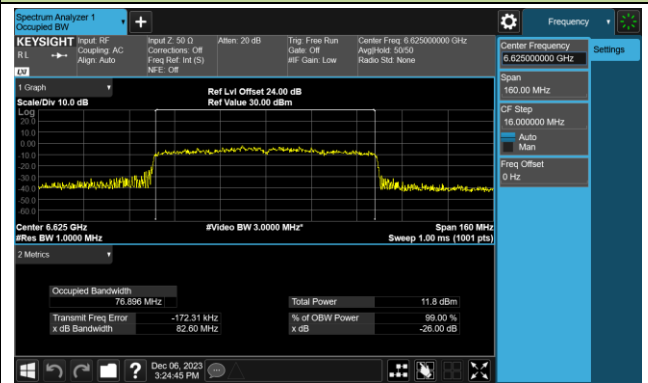 Spectrum Analyzer 1
Occupied BW
+
Frequency
KEYSIGHT
Input: RF
Input Z: 50 Ω
Atten: 20 dB
Trig: Free Run
Center Freq: 6.625000000 GHz
RL
Coupling: AC
Corrections: Off
Gate: Off
Avg|Hold: 50/50
Align: Auto
Freq Ref: Int (S)
#IF Gain: Low
Radio Std: None
NFE: Off
LXI
Center Frequency
6.625000000 GHz
Settings
Span
160.00 MHz
CF Step
16.000000 MHz
Auto
Man
Freq Offset
0 Hz
1 Graph
Ref Lvl Offset 24.00 dB
Scale/Div 10.0 dB
Ref Value 30.00 dBm
Log
20.0
10.0
0.00
-10.0
-20.0
-30.0
-40.0
-50.0
-60.0
Center 6.625 GHz
#Video BW 3.0000 MHz*
Span 160 MHz
#Res BW 1.0000 MHz
Sweep 1.00 ms (1001 pts)
2 Metrics
Occupied Bandwidth
76.896 MHz
Total Power
11.8 dBm
Transmit Freq Error
-172.31 kHz
% of OBW Power
99.00 %
x dB Bandwidth
82.60 MHz
x dB
-26.00 dB
?
Dec 06, 2023
3:24:45 PM